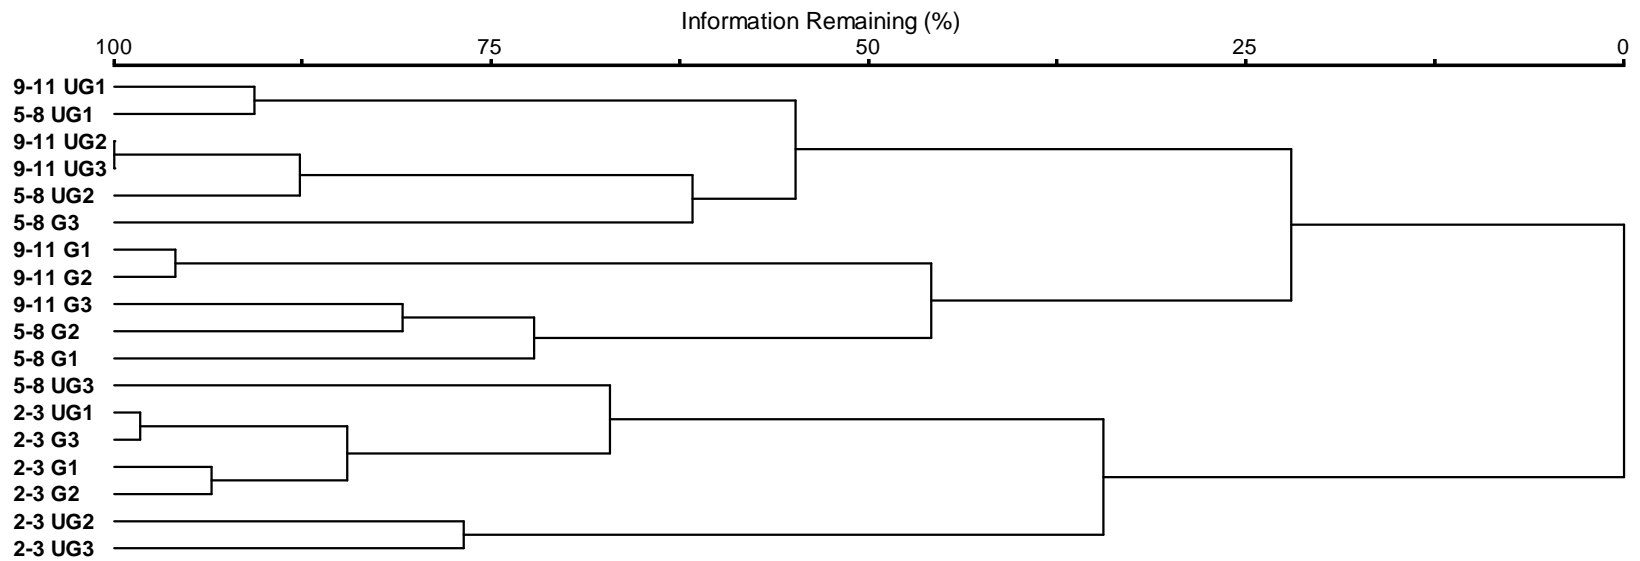 Information Remaining (%)
100 75 50 25 0
9-11 UG1
5-8 UG1
9-11 UG2
9-11 UG3
5-8 UG2
5-8 G3
9-11 G1
9-11 G2
9-11 G3
5-8 G2
5-8 G1
5-8 UG3
2-3 UG1
2-3 G3
2-3 G1
2-3 G2
2-3 UG2
2-3 UG3